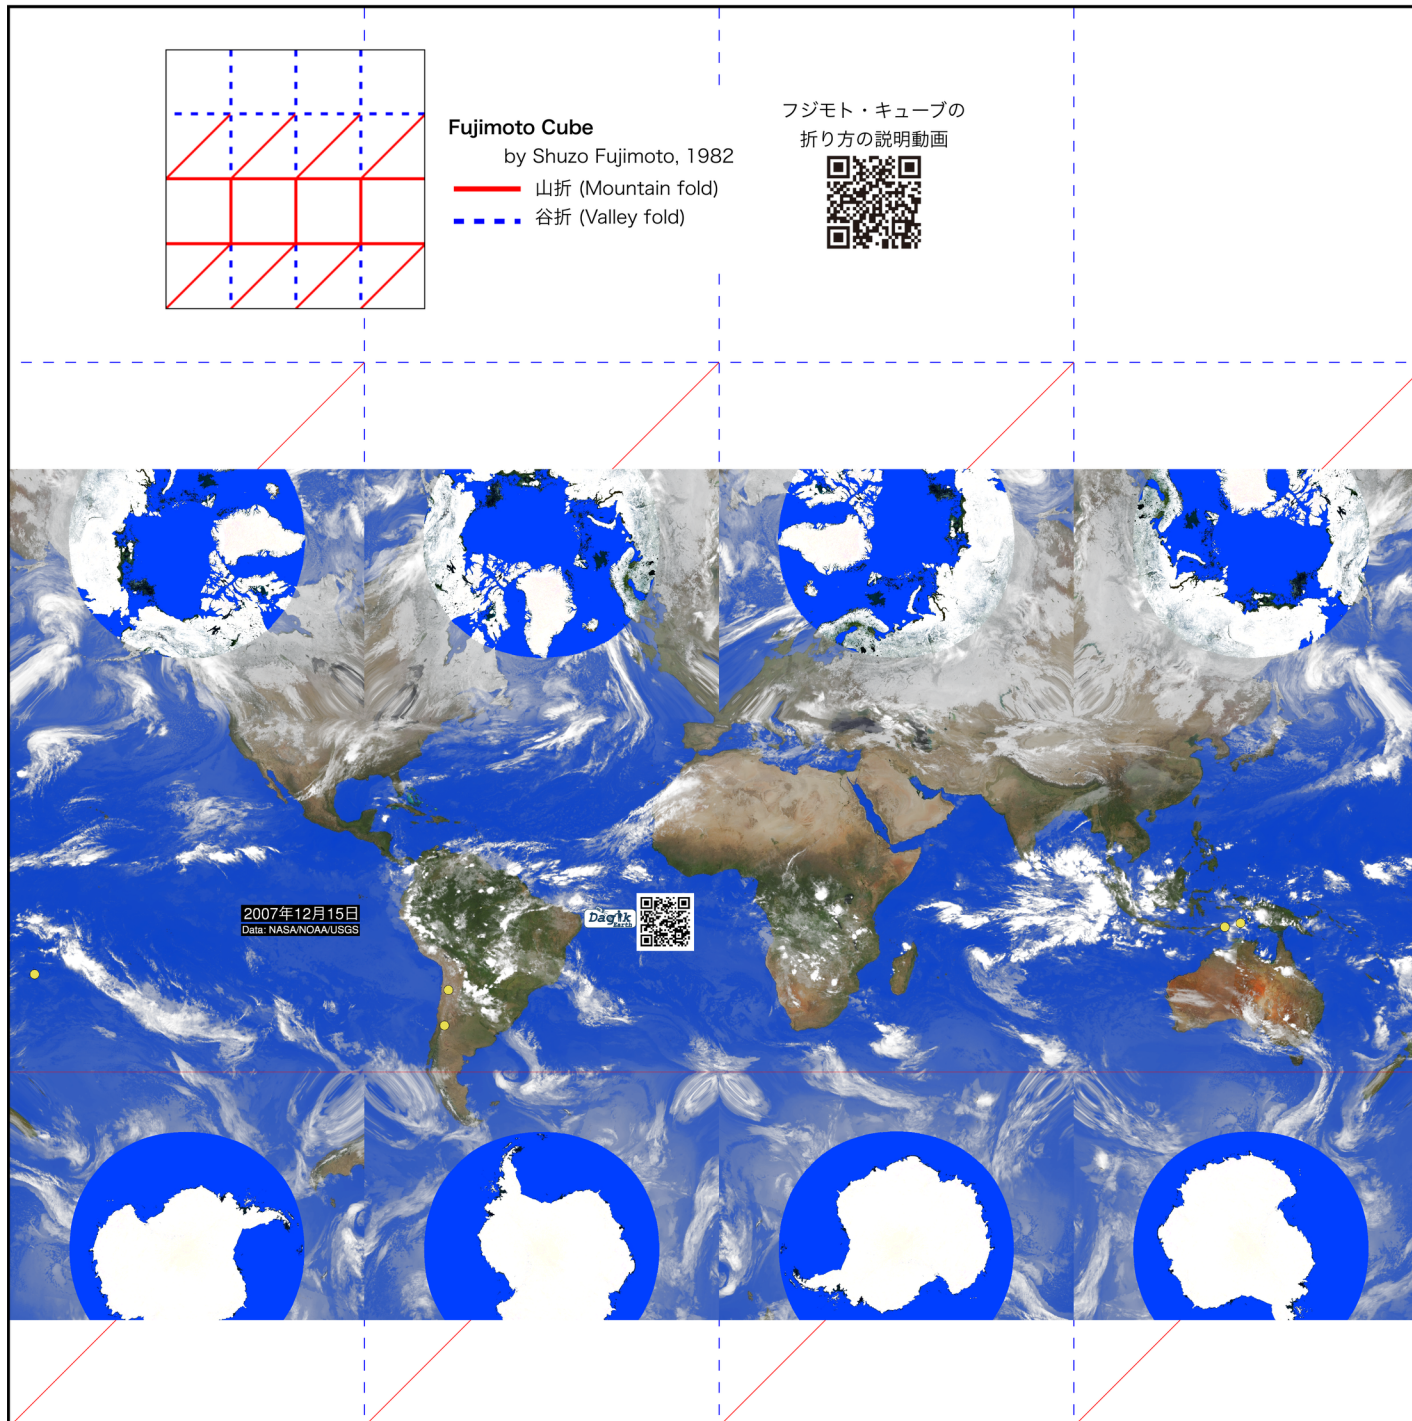 Fujimoto Cube
by Shuzo Fujimoto, 1982
山折 (Mountain fold)
谷折 (Valley fold)
フジモト・キューブの
折り方の説明動画
2007年12月15日
Data: NASA/NOAA/USGS
Dagik
Earth